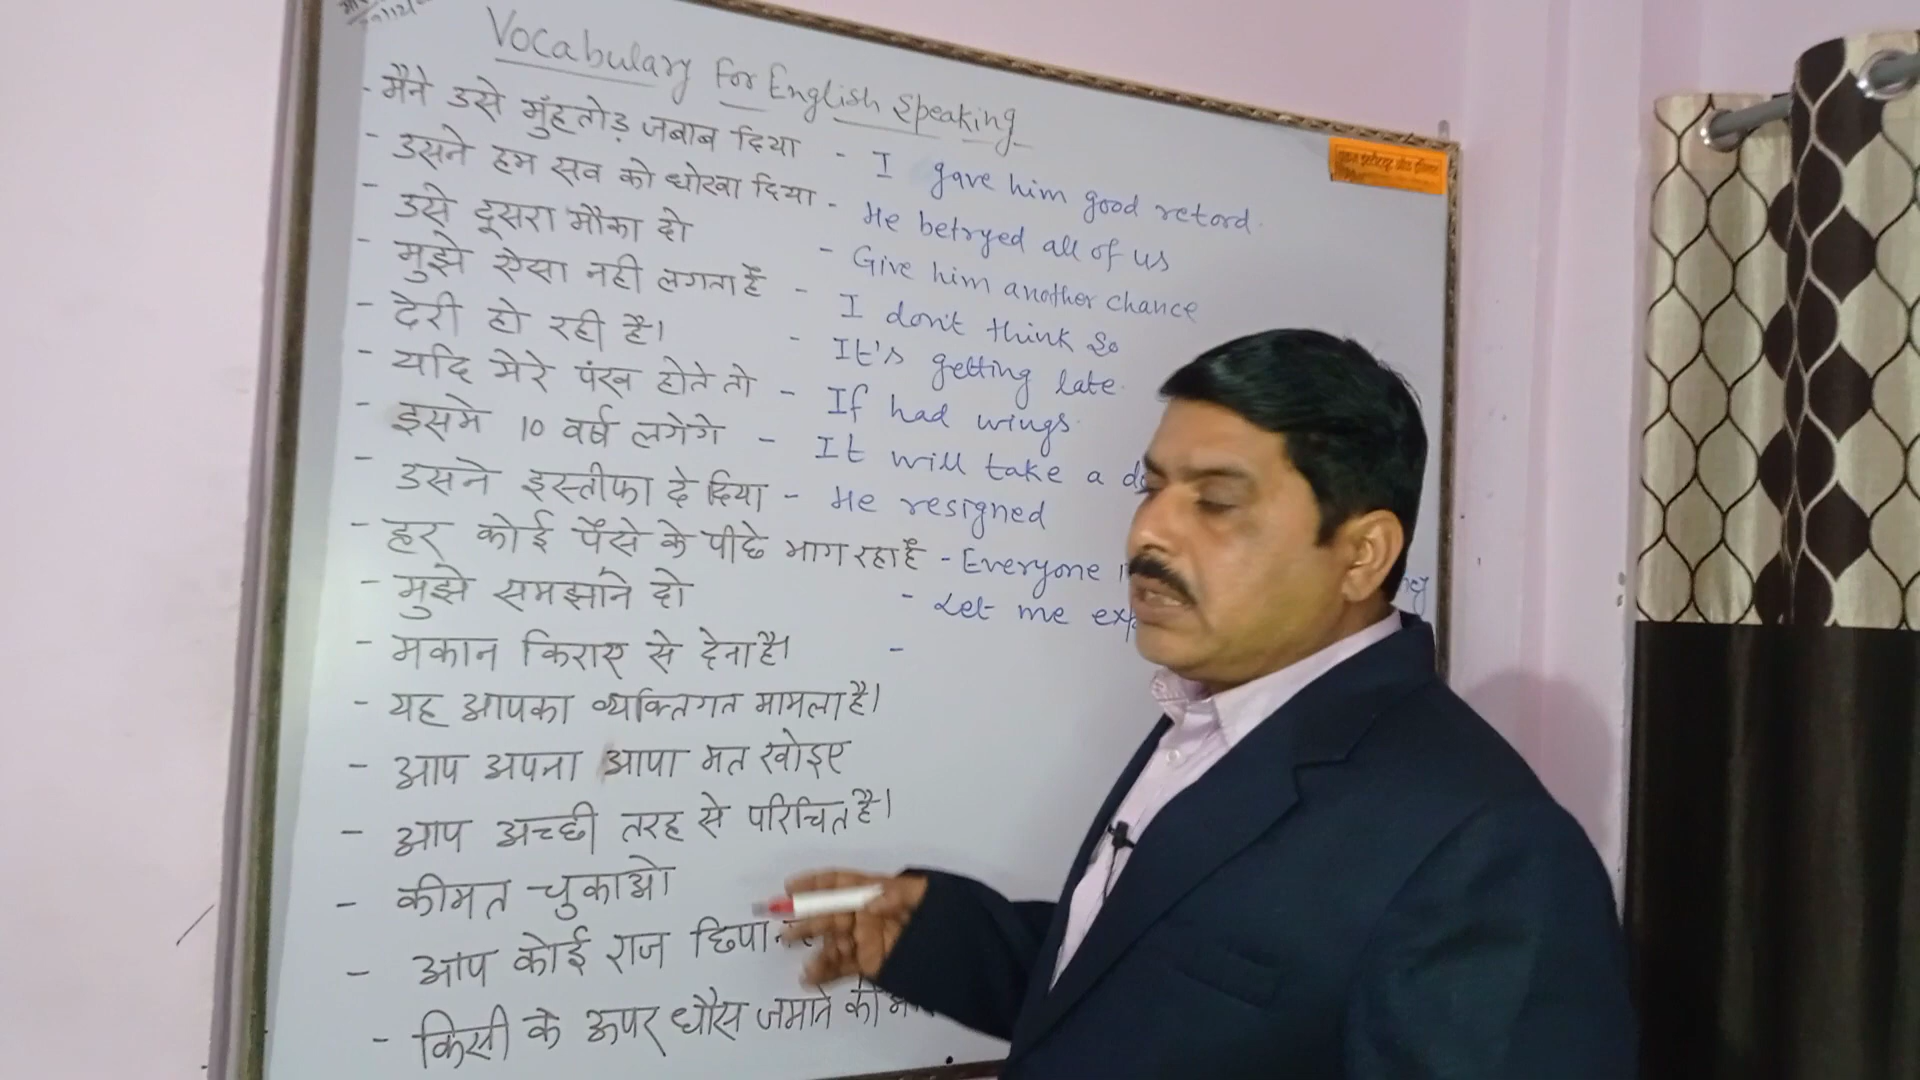 Vocabulary for English Speaking
- मैने उसे मुंहतोड़ जबाब दिया - I gave him good retord.
- उसने हम सव को धोखा दिया - He betryed all of us
- उसे दूसरा मौका दो - Give him another chance
- मुझे ऐसा नही लगता है - I don't think so
- देरी हो रही है। - It's getting late.
- यदि मेरे पंख होते तो - If had wings.
- इसमे 10 वर्ष लगेगे - It will take a
- उसने इस्तीफा दे दिया - He resigned
- हर कोई पैसे के पीछे भाग रहा है - Everyone
- मुझे समझाने दो - Let me
- मकान किराए से देना है। -
- यह आपका व्यक्तिगत मामला है।
- आप अपना आपा मत खोइए
- आप अच्छी तरह से परिचित है।
- कीमत चुकाओ
- आप कोई राज
- किसी के ऊपर धौस जमाने की